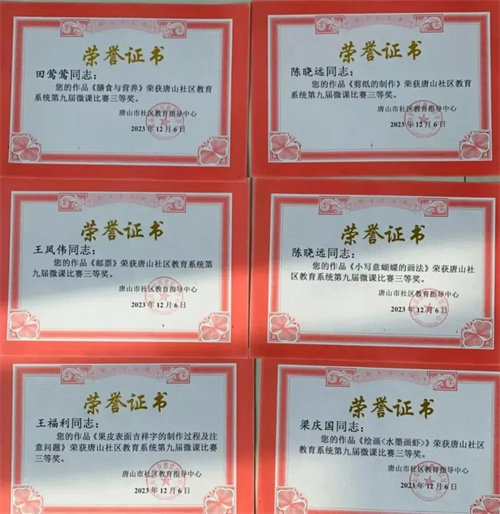 荣誉证书
田莺莺同志：
您的作品《膳食与营养》荣获唐山社区教育
系统第九届微课比赛三等奖。
唐山市社区教育指导中心
2023年12月6日
荣誉证书
陈晓远同志：
您的作品《剪纸的制作》荣获唐山社区教育
系统第九届微课比赛三等奖。
唐山市社区教育指导中心
2023年12月6日
荣誉证书
王凤伟同志：
您的作品《邮票》荣获唐山社区教育系统第
九届微课比赛三等奖。
唐山市社区教育指导中心
2023年12月6日
荣誉证书
陈晓远同志：
您的作品《小写意蝴蝶的画法》荣获唐山社
区教育系统第九届微课比赛三等奖。
唐山市社区教育指导中心
2023年12月6日
荣誉证书
王福利同志：
您的作品《果皮表面吉祥字的制作过程及注
意问题》荣获唐山社区教育系统第九届微课比赛
三等奖。
唐山市社区教育指导中心
2023年12月6日
荣誉证书
梁庆国同志：
您的作品《绘画<水墨画虾>》荣获唐山社区
教育系统第九届微课比赛三等奖。
唐山市社区教育指导中心
2023年12月6日